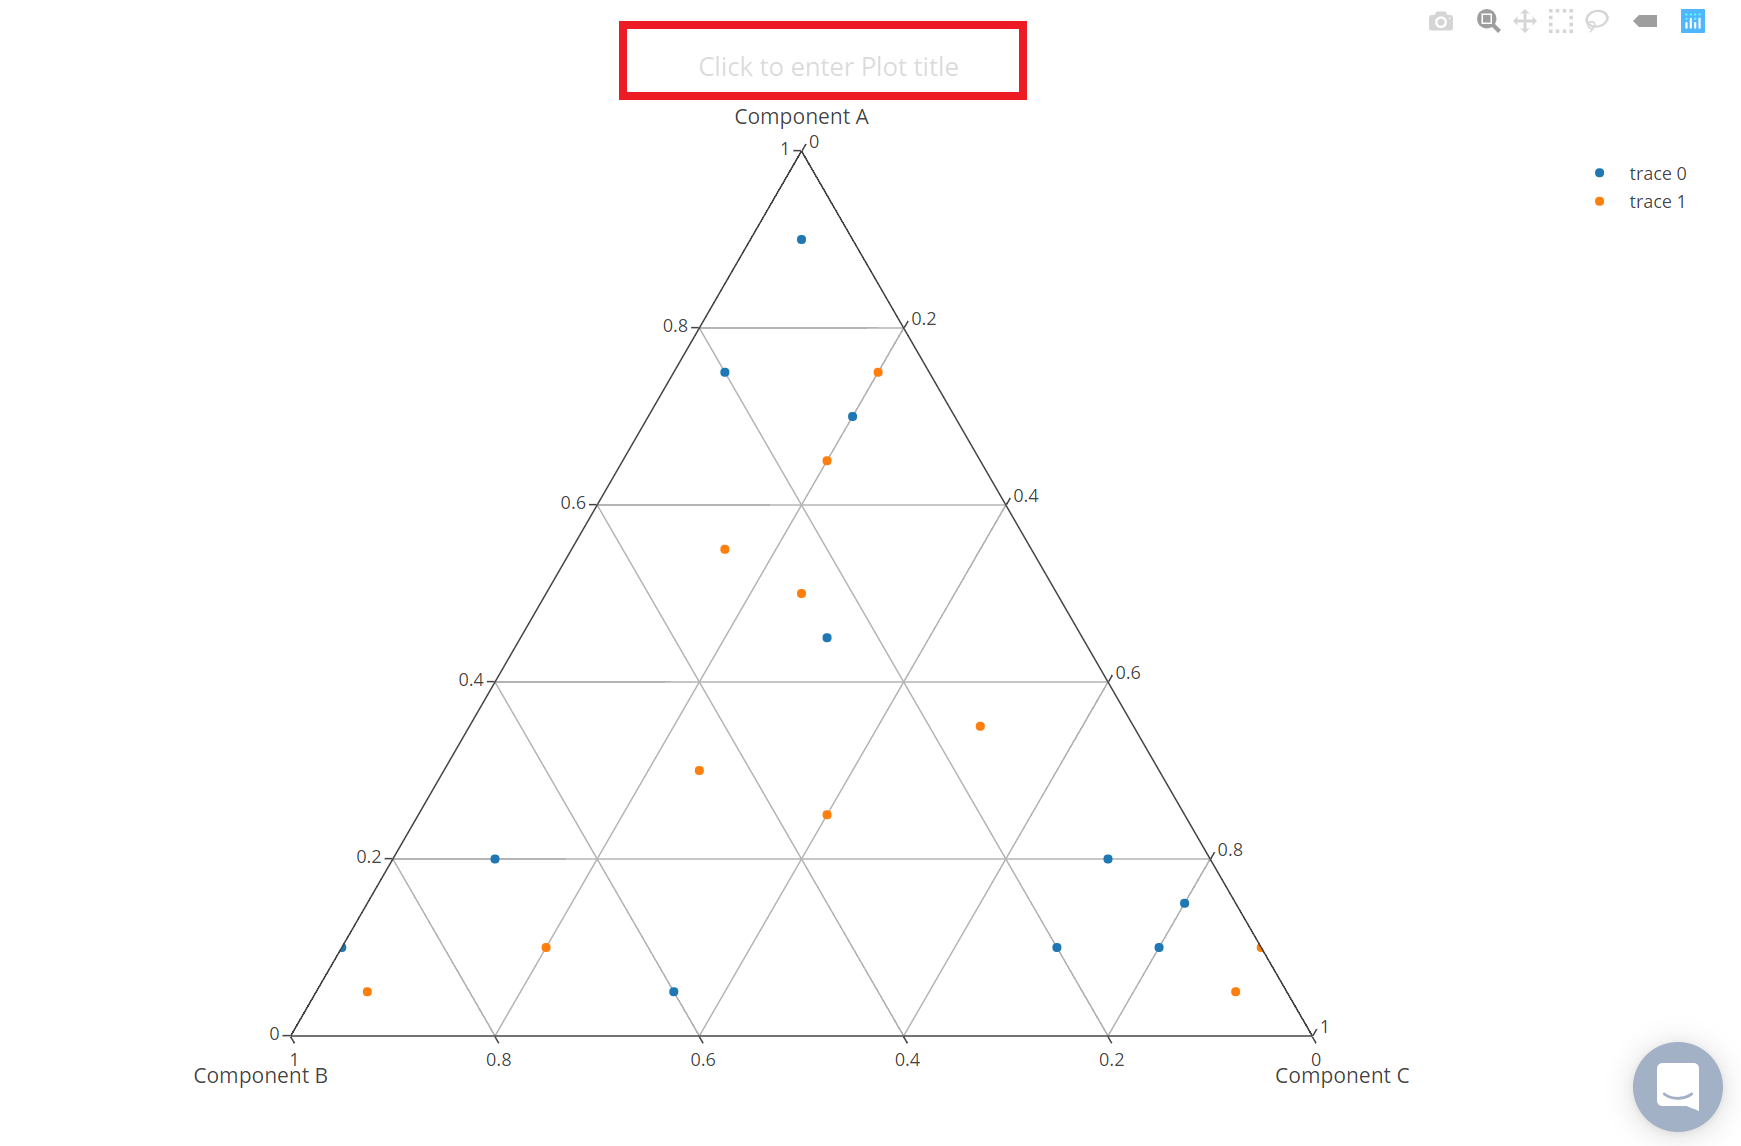 Click to enter Plot title
Component A
1 0
trace 0
trace 1
0.8 0.2
0.6 0.4
0.4 0.6
0.2 0.8
0 1
1 0.8 0.6 0.4 0.2 0
Component B Component C